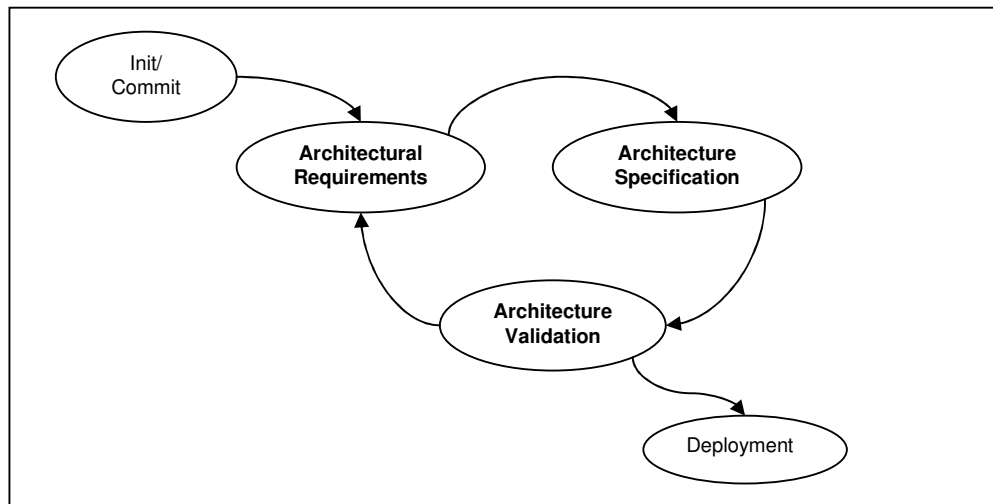 Init/
Commit
Architectural
Requirements
Architecture
Specification
Architecture
Validation
Deployment